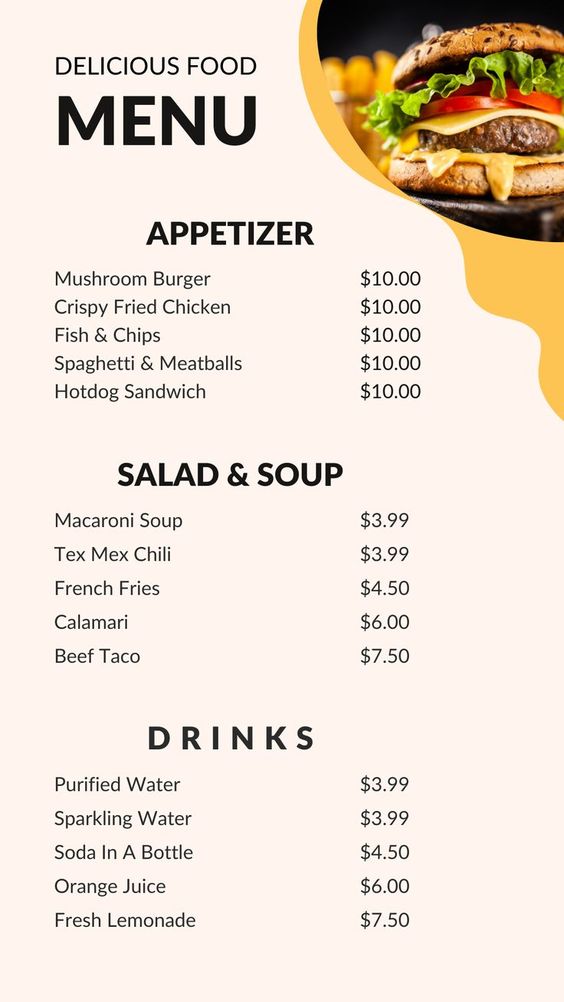 DELICIOUS FOOD
MENU
APPETIZER
Mushroom Burger $10.00
Crispy Fried Chicken $10.00
Fish & Chips $10.00
Spaghetti & Meatballs $10.00
Hotdog Sandwich $10.00
SALAD & SOUP
Macaroni Soup $3.99
Tex Mex Chili $3.99
French Fries $4.50
Calamari $6.00
Beef Taco $7.50
DRINKS
Purified Water $3.99
Sparkling Water $3.99
Soda In A Bottle $4.50
Orange Juice $6.00
Fresh Lemonade $7.50